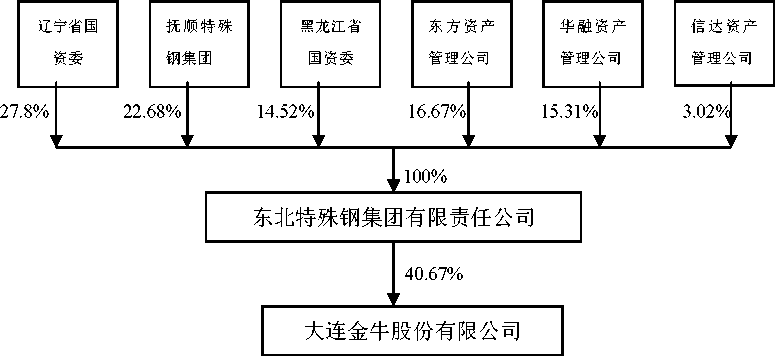 辽宁省国
资委
抚顺特殊
钢集团
黑龙江省
国资委
东方资产
管理公司
华融资产
管理公司
信达资产
管理公司
27.8%
22.68%
14.52%
16.67%
15.31%
3.02%
100%
东北特殊钢集团有限责任公司
40.67%
大连金牛股份有限公司